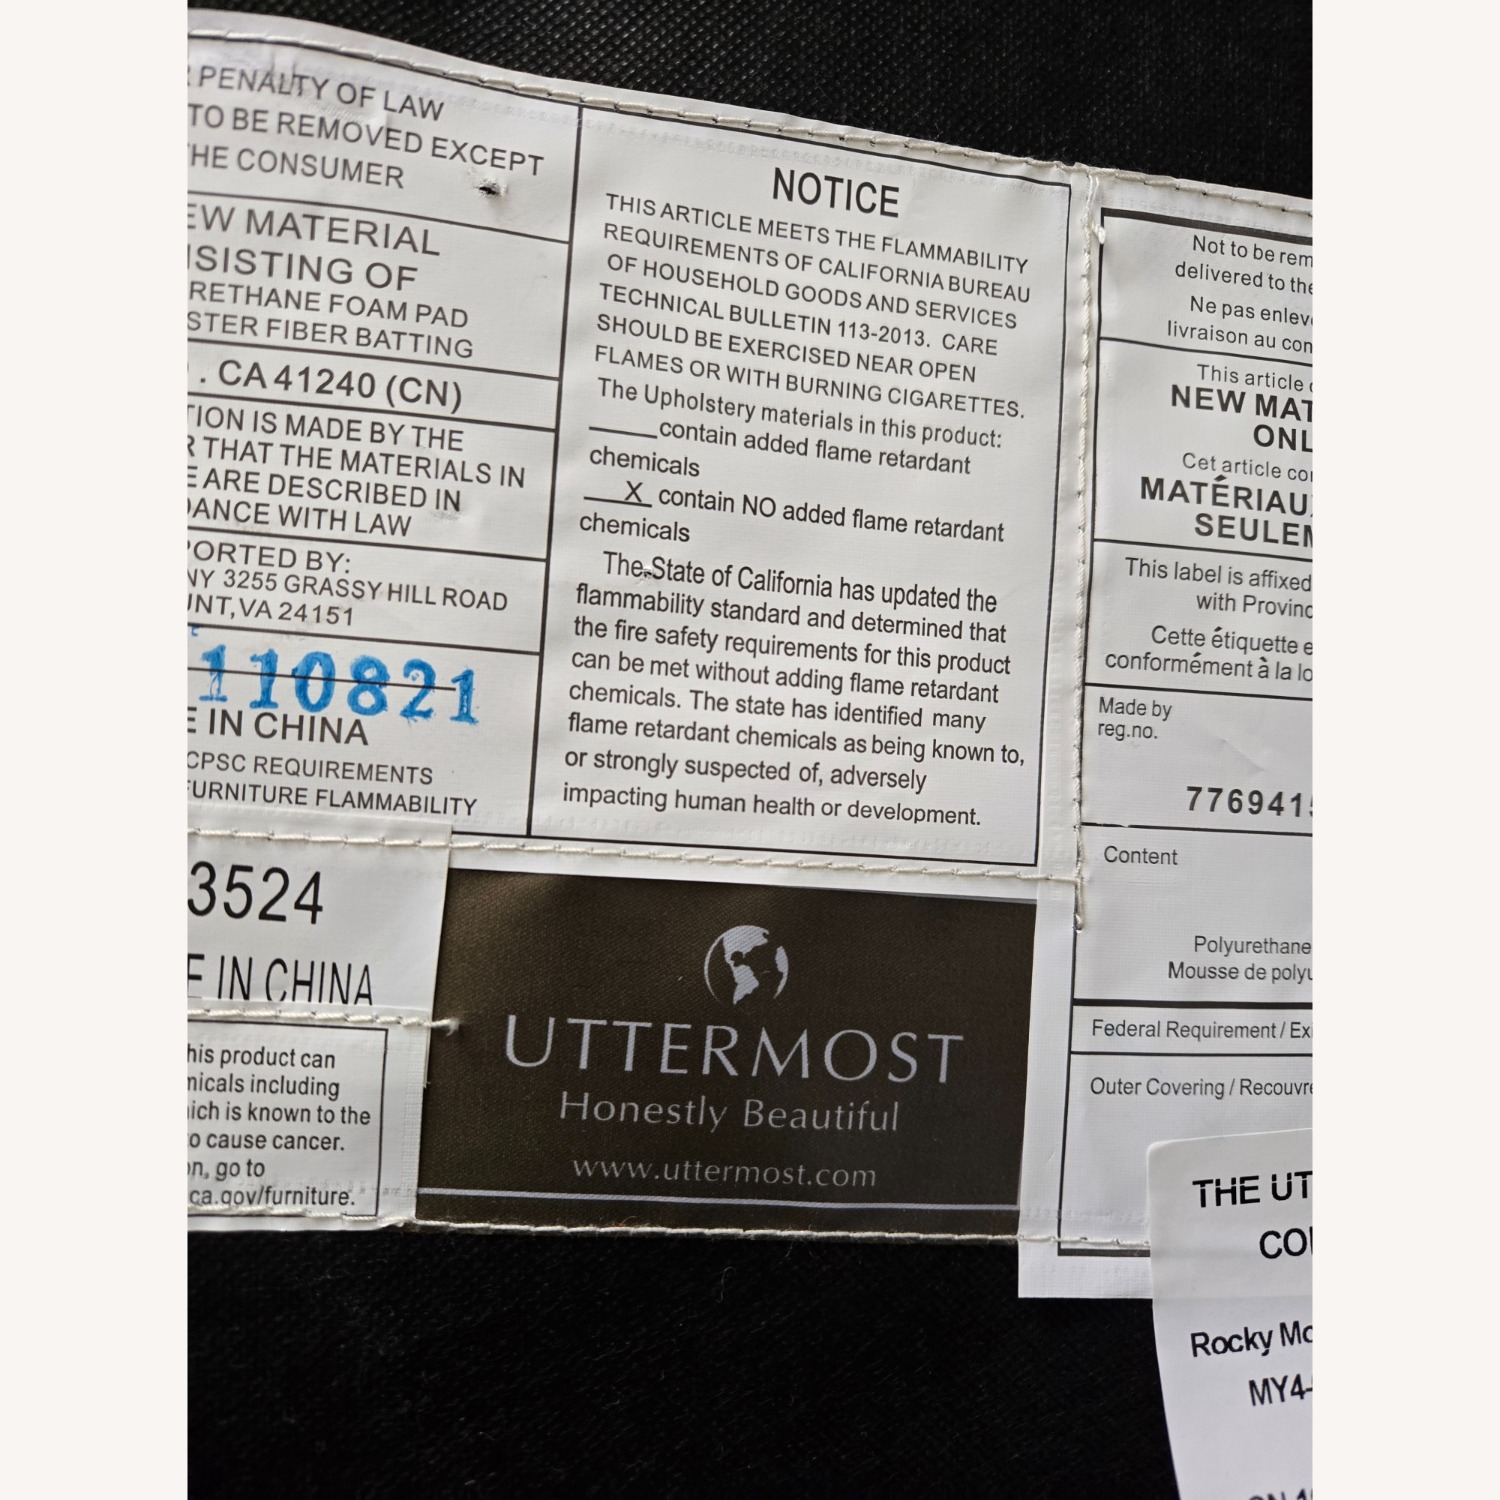 PENALTY OF LAW
TO BE REMOVED EXCEPT
THE CONSUMER
EW MATERIAL
NSISTING OF
RETHANE FOAM PAD
STER FIBER BATTING
. CA 41240 (CN)
TION IS MADE BY THE
R THAT THE MATERIALS IN
E ARE DESCRIBED IN
DANCE WITH LAW
PORTED BY:
NY 3255 GRASSY HILL ROAD
UNT, VA 24151
110821
E IN CHINA
CPSC REQUIREMENTS
FURNITURE FLAMMABILITY
3524
E IN CHINA
his product can
micals including
ich is known to the
o cause cancer.
on, go to
ca.gov/furniture.
NOTICE
THIS ARTICLE MEETS THE FLAMMABILITY
REQUIREMENTS OF CALIFORNIA BUREAU
OF HOUSEHOLD GOODS AND SERVICES
TECHNICAL BULLETIN 113-2013. CARE
SHOULD BE EXERCISED NEAR OPEN
FLAMES OR WITH BURNING CIGARETTES.
The Upholstery materials in this product:
_____contain added flame retardant
chemicals
__X_ contain NO added flame retardant
chemicals
The State of California has updated the
flammability standard and determined that
the fire safety requirements for this product
can be met without adding flame retardant
chemicals. The state has identified many
flame retardant chemicals as being known to,
or strongly suspected of, adversely
impacting human health or development.
UTTERMOST
Honestly Beautiful
www.uttermost.com
Not to be rem
delivered to the
Ne pas enlev
livraison au con
This article
NEW MAT
ONL
Cet article co
MATÉRIAU
SEULEM
This label is affixed
with Provinc
Cette étiquette e
conformément à la lo
Made by
reg.no.
776941
Content
Polyurethane
Mousse de polyu
Federal Requirement / Exi
Outer Covering / Recouvre
THE UT
CO
Rocky Mo
MY4-